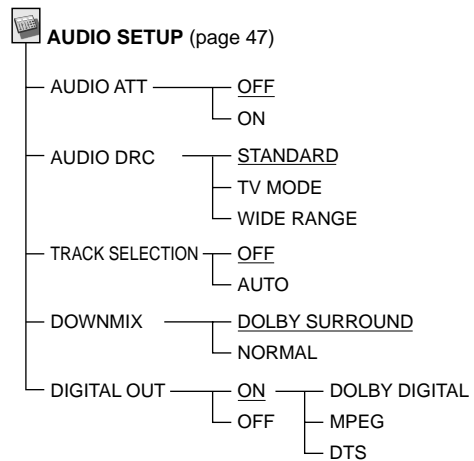 AUDIO SETUP (page 47)
AUDIO ATT OFF
ON
AUDIO DRC STANDARD
TV MODE
WIDE RANGE
TRACK SELECTION OFF
AUTO
DOWNMIX DOLBY SURROUND
NORMAL
DIGITAL OUT ON DOLBY DIGITAL
OFF MPEG
DTS